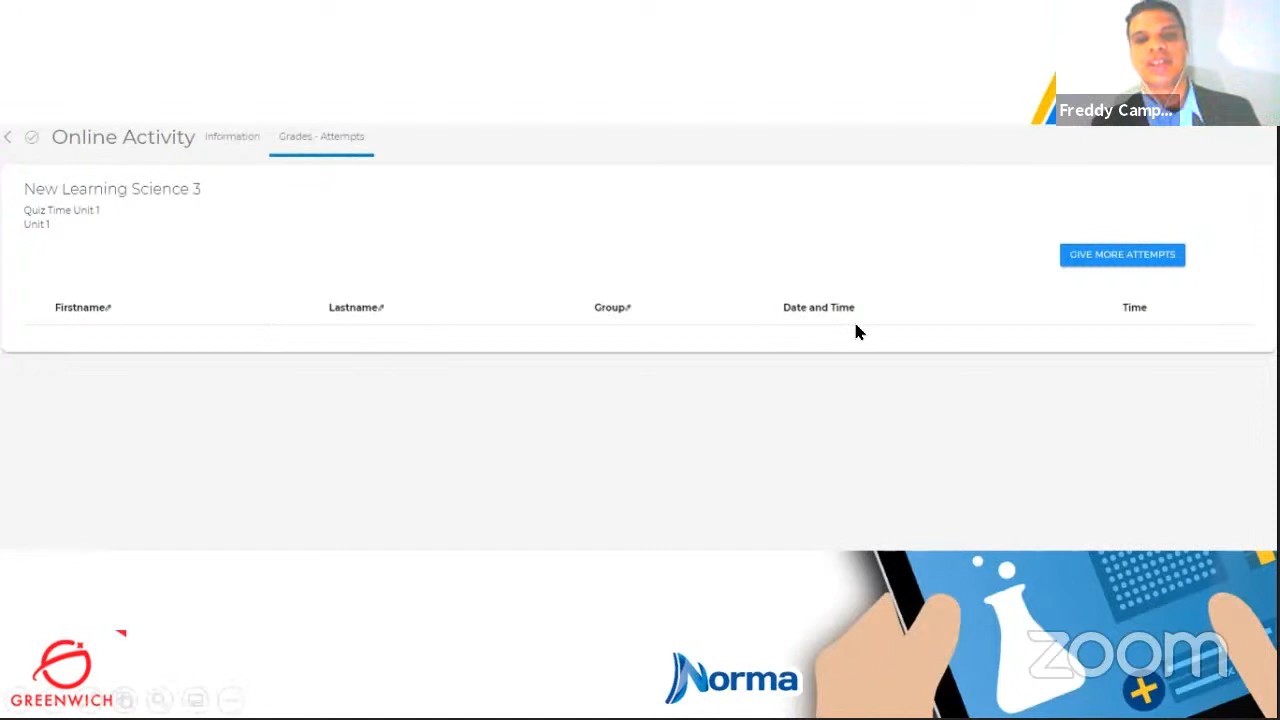 Freddy Camp...
Online Activity Information Grades - Attempts
New Learning Science 3
Quiz Time Unit 1
Unit 1
GIVE MORE ATTEMPTS
Firstname Lastname Group Date and Time Time
zoom
GREENWICH
Norma